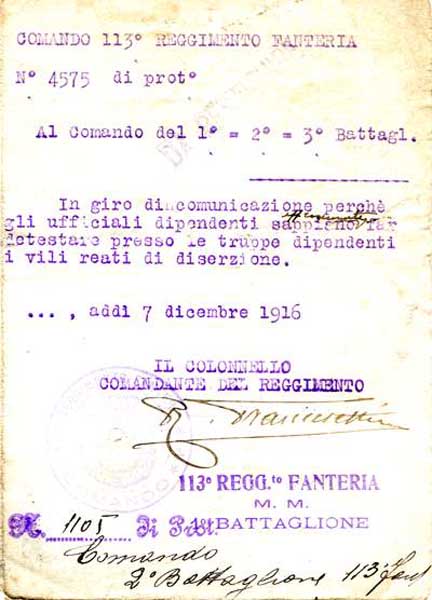 COMANDO 113° REGGIMENTO FANTERIA
N° 4575 di prot°
Al Comando del 1° = 2° = 3° Battagl.
In giro dincomunicazione perchè
gli ufficiali dipendenti sappiano far
detestare presso le truppe dipendenti
i vili reati di diserzione.
... , addì 7 dicembre 1916
IL COLONNELLO
COMANDANTE DEL REGGIMENTO
COMANDO
113° REGG.to FANTERIA
M. M.
N. 1105 di Prot. 1° BATTAGLIONE
Comando
2° Battaglione 113° Fant